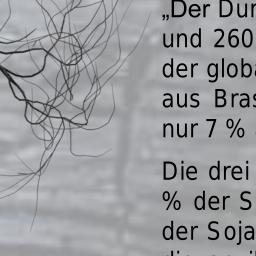 „Der Dur
und 260
der globa
aus Bras
nur 7 %
Die drei
% der S
der Soja